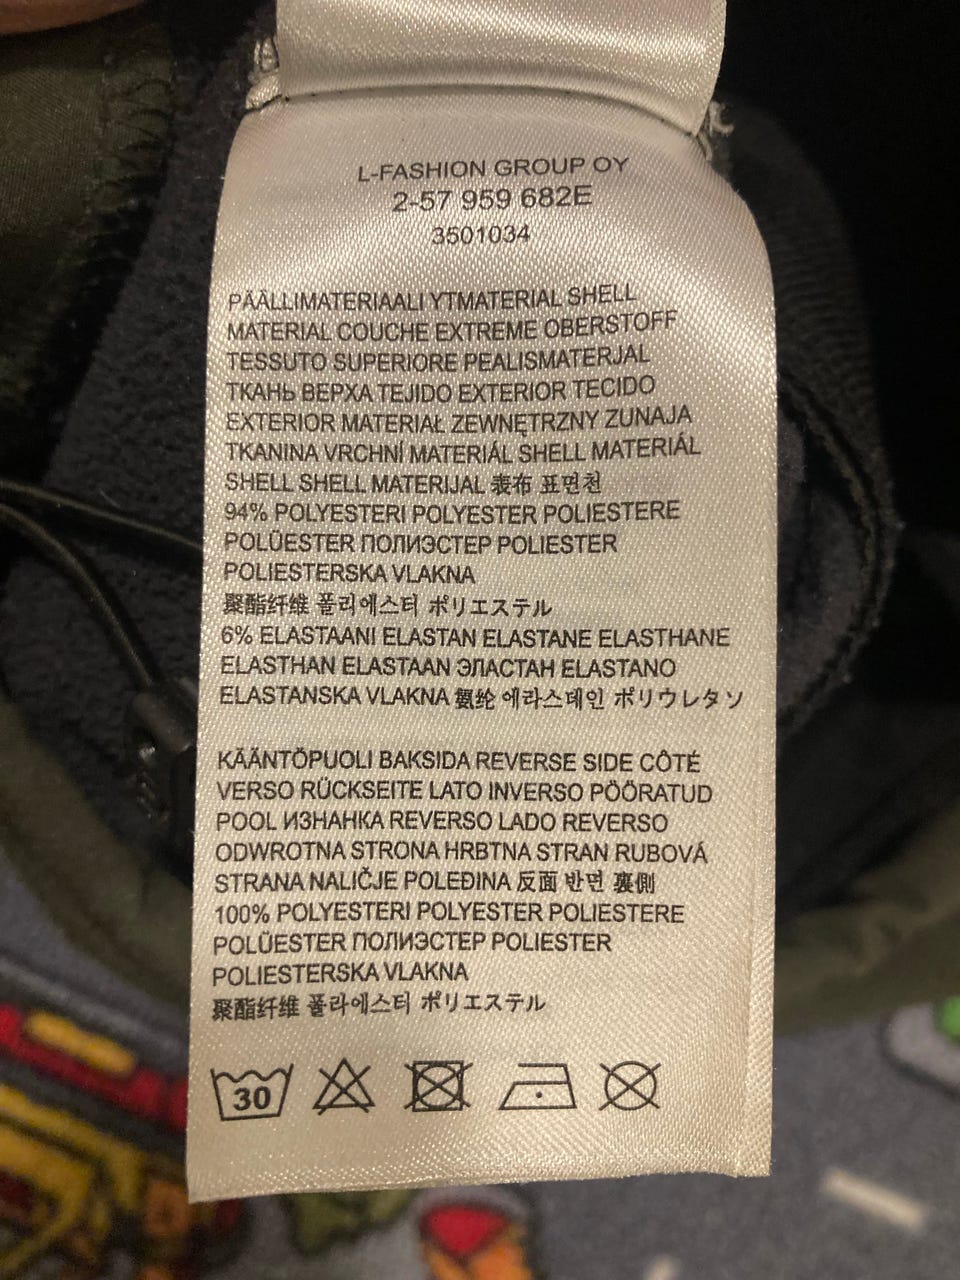 L-FASHION GROUP OY
2-57 959 682E
3501034
PÄÄLLIMATERIAALI YTMATERIAL SHELL
MATERIAL COUCHE EXTREME OBERSTOFF
TESSUTO SUPERIORE PEALISMATERJAL
ТКАНЬ ВЕРХА TEJIDO EXTERIOR TECIDO
EXTERIOR MATERIAŁ ZEWNĘTRZNY ZUNAJA
TKANINA VRCHNÍ MATERIÁL SHELL MATERIÁL
SHELL SHELL MATERIJAL 表布 표면천
94% POLYESTERI POLYESTER POLIESTERE
POLÜESTER ПОЛИЭСТЕР POLIESTER
POLIESTERSKA VLAKNA
聚酯纤维 폴리에스터 ポリエステル
6% ELASTAANI ELASTAN ELASTANE ELASTHANE
ELASTHAN ELASTAAN ЭЛАСТАН ELASTANO
ELASTANSKA VLAKNA 氨纶 에라스데인 ポリウレタソ
KÄÄNTÖPUOLI BAKSIDA REVERSE SIDE CÔTÉ
VERSO RÜCKSEITE LATO INVERSO PÖÖRATUD
POOL ИЗНАНКА REVERSO LADO REVERSO
ODWROTNA STRONA HRBTNA STRAN RUBOVÁ
STRANA NALIČJE POLEĐINA 反面 반면 裏側
100% POLYESTERI POLYESTER POLIESTERE
POLÜESTER ПОЛИЭСТЕР POLIESTER
POLIESTERSKA VLAKNA
聚酯纤维 폴라에스티 ポリエステル
30